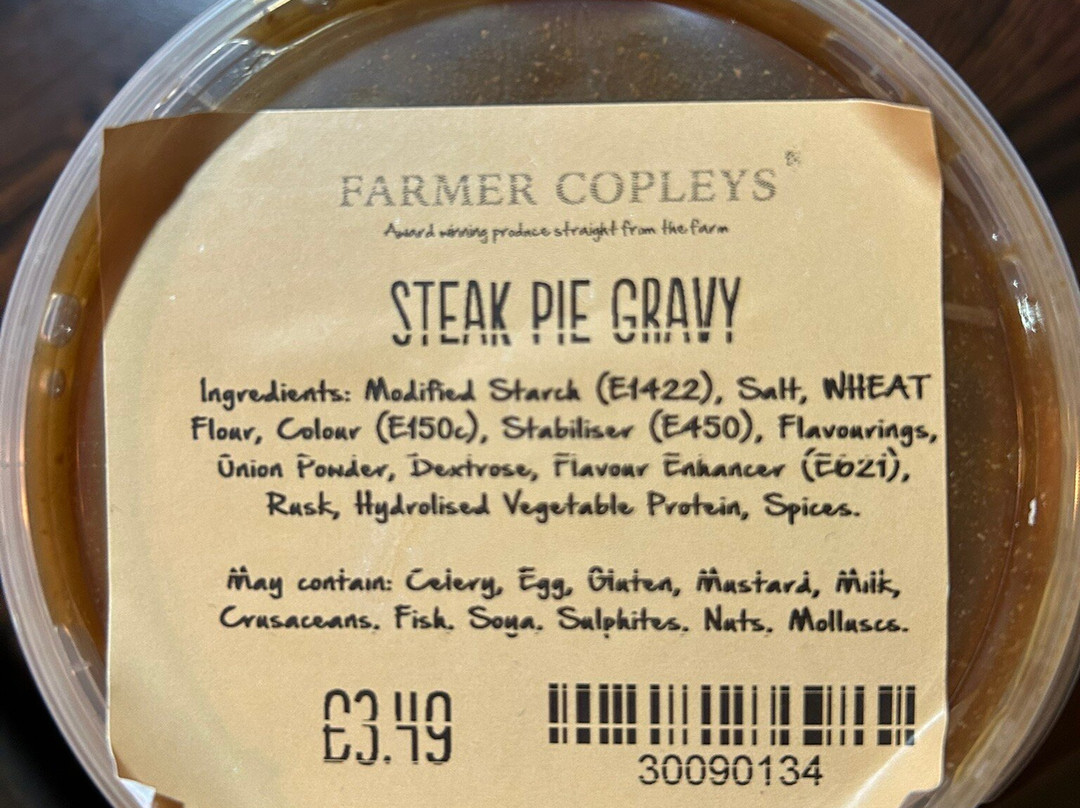 FARMER COPLEYS®
Award winning produce straight from the farm
STEAK PIE GRAVY
Ingredients: Modified Starch (E1422), Salt, WHEAT
Flour, Colour (E150c), Stabiliser (E450), Flavourings,
Onion Powder, Dextrose, Flavour Enhancer (E621),
Rusk, Hydrolised Vegetable Protein, Spices.
May contain: Celery, Egg, Gluten, Mustard, Milk,
Crusaceans. Fish. Soya. Sulphites. Nuts. Molluscs.
£3.49
30090134